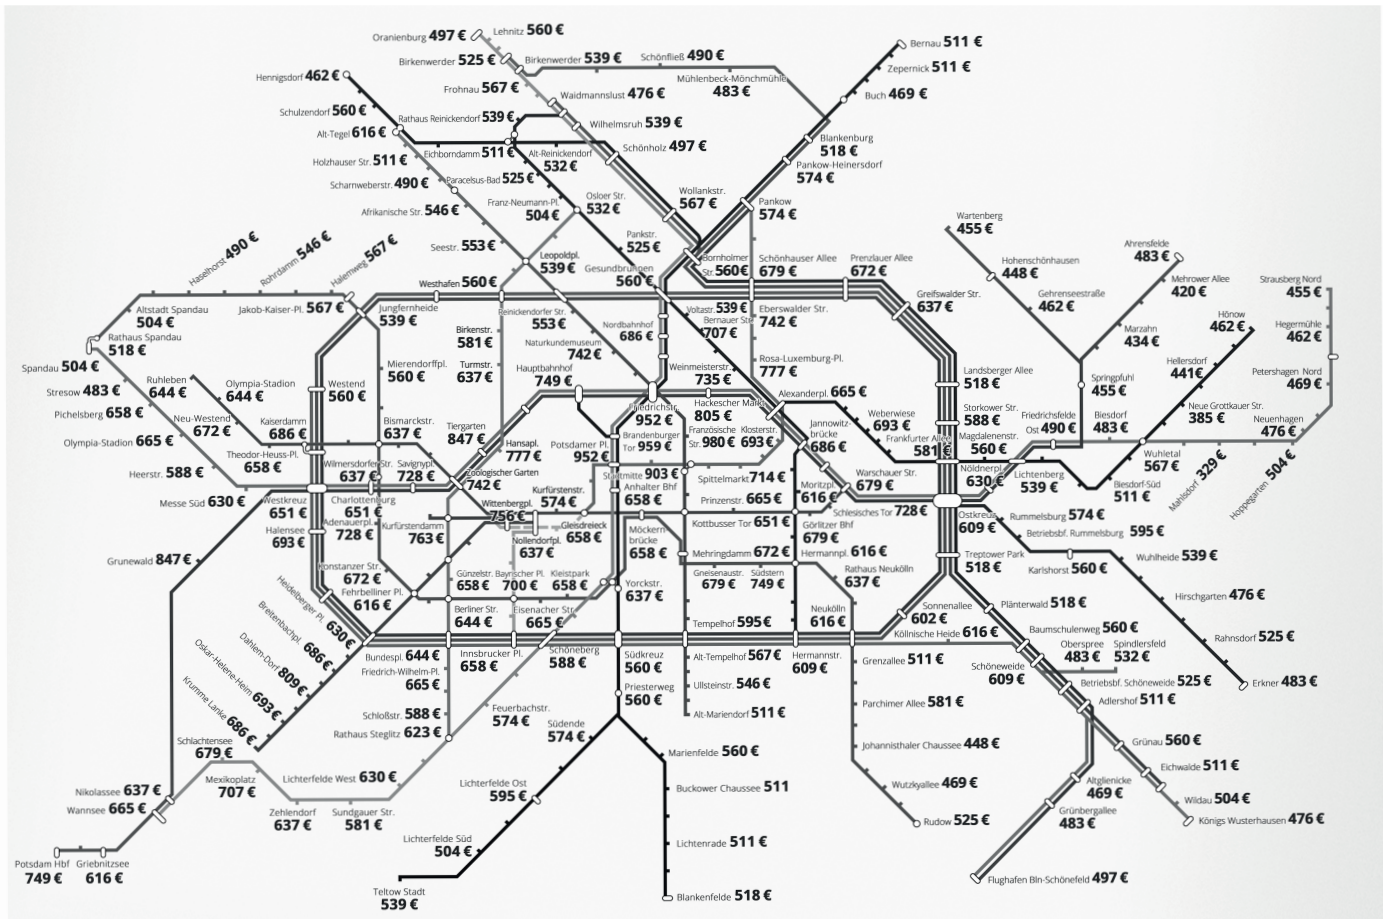 Oranienburg 497 €
Lehnitz 560 €
Birkenwerder 525 €
Birkenwerder 539 €
Schönfließ 490 €
Mühlenbeck-Mönchmühle
483 €
Bernau 511 €
Zepernick 511 €
Buch 469 €
Hennigsdorf 462 €
Frohnau 567 €
Waidmannslust 476 €
Schulzendorf 560 €
Rathaus Reinickendorf 539 €
Wilhelmsruh 539 €
Alt-Tegel 616 €
Blankenburg
518 €
Eichborndamm 511 €
Alt-Reinickendorf
532 €
Schönholz 497 €
Holzhauser Str. 511 €
Pankow-Heinersdorf
574 €
Scharnweberstr. 490 €
Paracelsus-Bad 525 €
Wollankstr.
567 €
Afrikanische Str. 546 €
Franz-Neumann-Pl.
504 €
Osloer Str.
532 €
Pankow
574 €
Wartenberg
455 €
Haselhorst 490 €
Rohrdamm 546 €
Halemweg 567 €
Seestr. 553 €
Leopoldpl.
539 €
Pankstr.
525 €
Gesundbrunnen
560 €
Bornholmer
Str. 560 €
Schönhauser Allee
679 €
Prenzlauer Allee
672 €
Hohenschönhausen
448 €
Ahrensfelde
483 €
Mehrower Allee
420 €
Strausberg Nord
455 €
Westhafen 560 €
Altstadt Spandau
504 €
Jakob-Kaiser-Pl. 567 €
Jungfernheide
539 €
Reinickendorfer Str.
553 €
Voltastr. 539 €
Bernauer Str.
707 €
Eberswalder Str.
742 €
Greifswalder Str.
637 €
Gehrenseestraße
462 €
Marzahn
434 €
Hönow
462 €
Hegermühle
462 €
Rathaus Spandau
518 €
Birkenstr.
581 €
Nordbahnhof
686 €
Naturkundemuseum
742 €
Spandau 504 €
Mierendorffpl.
560 €
Turmstr.
637 €
Hauptbahnhof
749 €
Weinmeisterstr.
735 €
Rosa-Luxemburg-Pl.
777 €
Landsberger Allee
518 €
Springpfuhl
455 €
Hellersdorf
441 €
Petershagen Nord
469 €
Stresow 483 €
Ruhleben
644 €
Olympia-Stadion
644 €
Westend
560 €
Alexanderpl. 665 €
Pichelsberg 658 €
Neu-Westend
672 €
Kaiserdamm
686 €
Bismarckstr.
637 €
Tiergarten
847 €
Friedrichstr.
952 €
Hackescher Markt
805 €
Weberwiese
693 €
Storkower Str.
588 €
Friedrichsfelde
Ost 490 €
Biesdorf
483 €
Neue Grottkauer Str.
385 €
Neuenhagen
476 €
Olympia-Stadion 665 €
Theodor-Heuss-Pl.
658 €
Hansapl.
777 €
Potsdamer Pl.
952 €
Brandenburger
Tor 959 €
Französische
Str. 980 €
Klosterstr.
693 €
Jannowitz-
brücke
686 €
Frankfurter Allee
581 €
Magdalenenstr.
560 €
Wuhletal
567 €
Heerstr. 588 €
Wilmersdorfer Str.
637 €
Savignypl.
728 €
Zoologischer Garten
742 €
Stadtmitte 903 €
Spittelmarkt 714 €
Warschauer Str.
679 €
Nöldnerpl.
630 €
Lichtenberg
539 €
Biesdorf-Süd
511 €
Mahlsdorf 329 €
Hoppegarten 504 €
Messe Süd 630 €
Westkreuz
651 €
Charlottenburg
651 €
Wittenbergpl.
756 €
Kurfürstenstr.
574 €
Anhalter Bhf
658 €
Prinzenstr. 665 €
Moritzpl.
616 €
Schlesisches Tor 728 €
Ostkreuz
609 €
Rummelsburg 574 €
Halensee
693 €
Adenauerpl.
728 €
Kurfürstendamm
763 €
Nollendorfpl.
637 €
Gleisdreieck
658 €
Möckern-
brücke
658 €
Kottbusser Tor 651 €
Görlitzer Bhf
679 €
Betriebsbf. Rummelsburg 595 €
Grunewald 847 €
Mehringdamm 672 €
Hermannpl. 616 €
Treptower Park
518 €
Karlshorst 560 €
Wuhlheide 539 €
Konstanzer Str.
672 €
Günzelstr.
658 €
Bayrischer Pl.
700 €
Kleistpark
658 €
Yorckstr.
637 €
Gneisenaustr.
679 €
Südstern
749 €
Rathaus Neukölln
637 €
Hirschgarten
476 €
Heidelberger Pl. 630 €
Fehrbelliner Pl.
616 €
Berliner Str.
644 €
Eisenacher Str.
665 €
Tempelhof 595 €
Neukölln
616 €
Sonnenallee
602 €
Plänterwald 518 €
Breitenbachpl. 686 €
Köllnische Heide 616 €
Baumschulenweg 560 €
Rahnsdorf
525 €
Dahlem-Dorf 809 €
Bundespl. 644 €
Innsbrucker Pl.
658 €
Schöneberg
588 €
Südkreuz
560 €
Alt-Tempelhof 567 €
Hermannstr.
609 €
Grenzallee 511 €
Schöneweide
609 €
Oberspree
483 €
Spindlersfeld
532 €
Oskar-Helene-Heim 693 €
Friedrich-Wilhelm-Pl.
665 €
Priesterweg
560 €
Ullsteinstr. 546 €
Betriebsbf. Schöneweide 525 €
Erkner 483 €
Krumme Lanke 686 €
Schloßstr. 588 €
Feuerbachstr.
574 €
Alt-Mariendorf 511 €
Parchimer Allee 581 €
Adlershof 511 €
Schlachtensee
679 €
Rathaus Steglitz 623 €
Südende
574 €
Marienfelde 560 €
Johannisthaler Chaussee 448 €
Grünau 560 €
Mexikoplatz
707 €
Lichterfelde West 630 €
Eichwalde 511 €
Nikolassee 637 €
Lichterfelde Ost
595 €
Buckower Chaussee 511
Wutzkyallee 469 €
Altglienicke
469 €
Wildau 504 €
Wannsee 665 €
Zehlendorf
637 €
Sundgauer Str.
581 €
Rudow 525 €
Grünbergallee
483 €
Königs Wusterhausen 476 €
Lichterfelde Süd
504 €
Lichtenrade 511 €
Potsdam Hbf
749 €
Griebnitzsee
616 €
Teltow Stadt
539 €
Blankenfelde 518 €
Flughafen Bln-Schönefeld 497 €